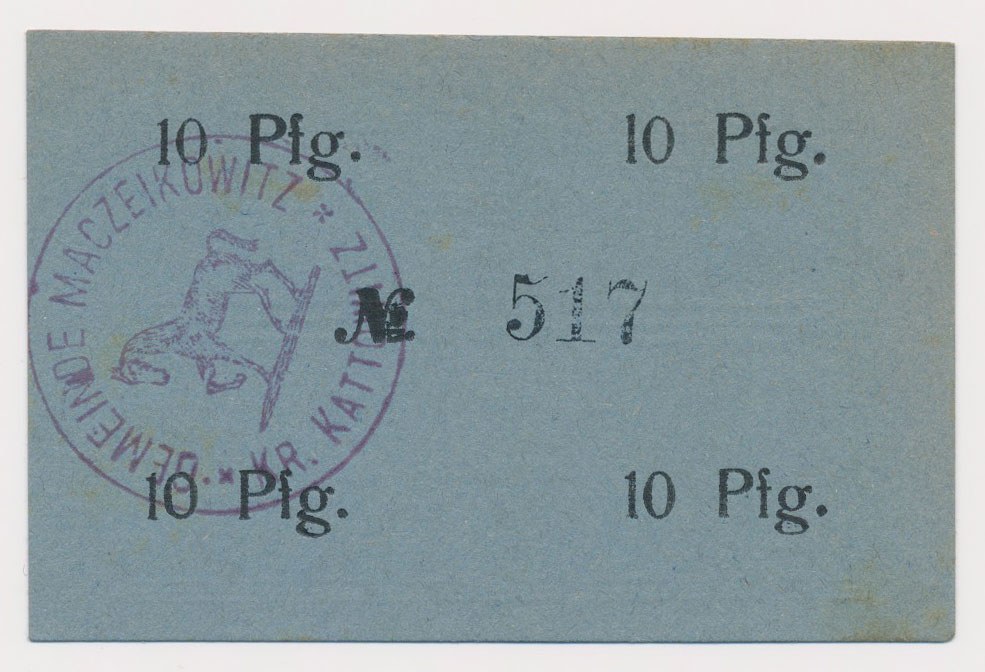 10 Pfg. 10 Pfg.
№ 517
10 Pfg. 10 Pfg.
GEMEINDE MACZEIKOWITZ * KR. KATTOWITZ *